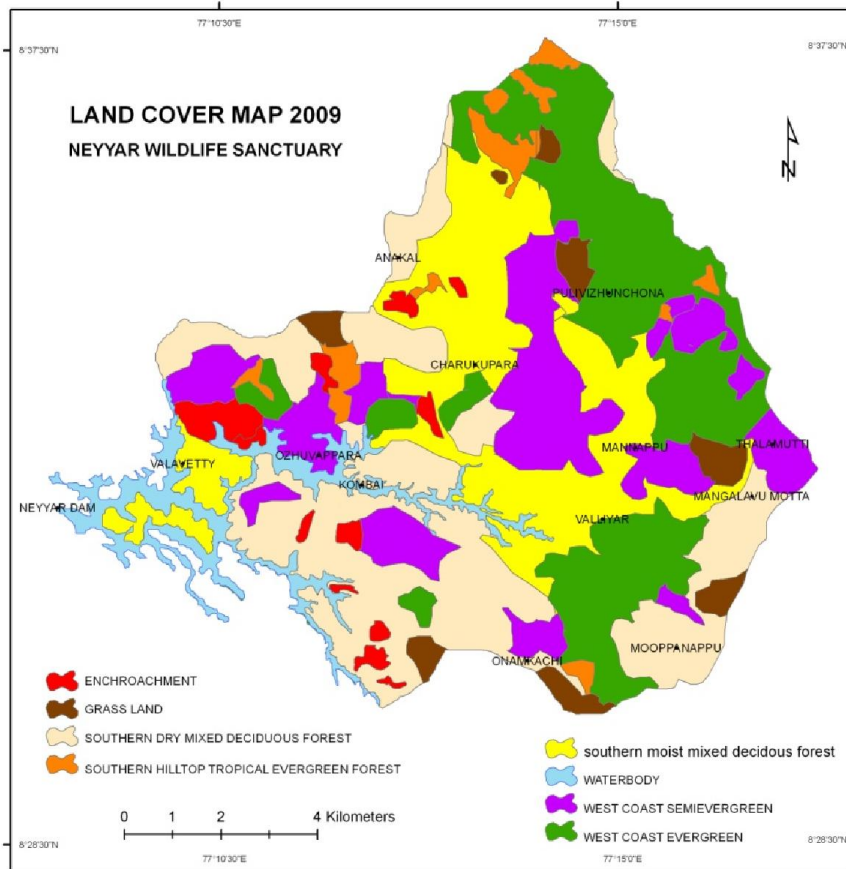 77°10'30"E
77°15'0"E
8°37'30"N
8°37'30"N
LAND COVER MAP 2009
NEYYAR WILDLIFE SANCTUARY
N
ANAKAL
PULIVIZHUNCHONA
CHARUKUPARA
MANNAPPU
THALAMUTTI
OZHUVAPPARA
VALAVETTY
KOMBAI
MANGALAVU MOTTA
NEYYAR DAM
VALLIYAR
MOOPPANAPPU
ONAMKACHI
ENCHROACHMENT
GRASS LAND
SOUTHERN DRY MIXED DECIDUOUS FOREST
SOUTHERN HILLTOP TROPICAL EVERGREEN FOREST
southern moist mixed decidous forest
WATERBODY
WEST COAST SEMIEVERGREEN
WEST COAST EVERGREEN
0 1 2 4 Kilometers
8°28'30"N
8°28'30"N
77°10'30"E
77°15'0"E